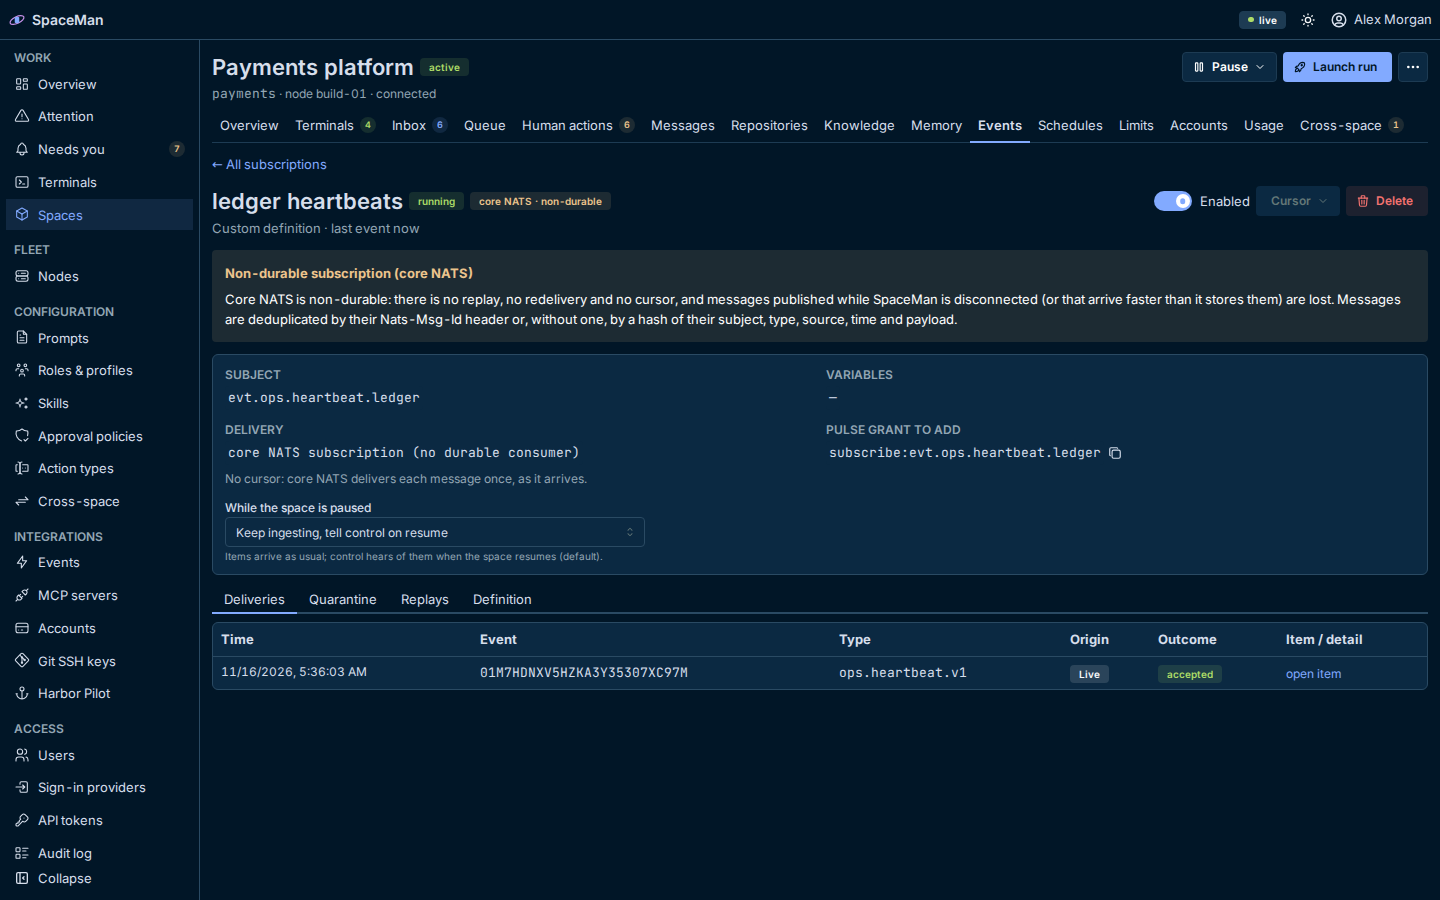 SpaceMan
live
Alex Morgan
WORK
Overview
Attention
Needs you 7
Terminals
Spaces
FLEET
Nodes
CONFIGURATION
Prompts
Roles & profiles
Skills
Approval policies
Action types
Cross-space
INTEGRATIONS
Events
MCP servers
Accounts
Git SSH keys
Harbor Pilot
ACCESS
Users
Sign-in providers
API tokens
Audit log
Collapse
Payments platform active
Pause
Launch run
payments · node build-01 · connected
Overview Terminals 4 Inbox 6 Queue Human actions 6 Messages Repositories Knowledge Memory Events Schedules Limits Accounts Usage Cross-space 1
← All subscriptions
ledger heartbeats running core NATS · non-durable
Enabled Cursor Delete
Custom definition · last event now
Non-durable subscription (core NATS)
Core NATS is non-durable: there is no replay, no redelivery and no cursor, and messages published while SpaceMan is disconnected (or that arrive faster than it stores them) are lost. Messages
are deduplicated by their Nats-Msg-Id header or, without one, by a hash of their subject, type, source, time and payload.
SUBJECT
evt.ops.heartbeat.ledger
VARIABLES
—
DELIVERY
core NATS subscription (no durable consumer)
No cursor: core NATS delivers each message once, as it arrives.
PULSE GRANT TO ADD
subscribe:evt.ops.heartbeat.ledger
While the space is paused
Keep ingesting, tell control on resume
Items arrive as usual; control hears of them when the space resumes (default).
Deliveries Quarantine Replays Definition
Time Event Type Origin Outcome Item / detail
11/16/2026, 5:36:03 AM 01M7HDNXV5HZKA3Y35307XC97M ops.heartbeat.v1 Live accepted open item